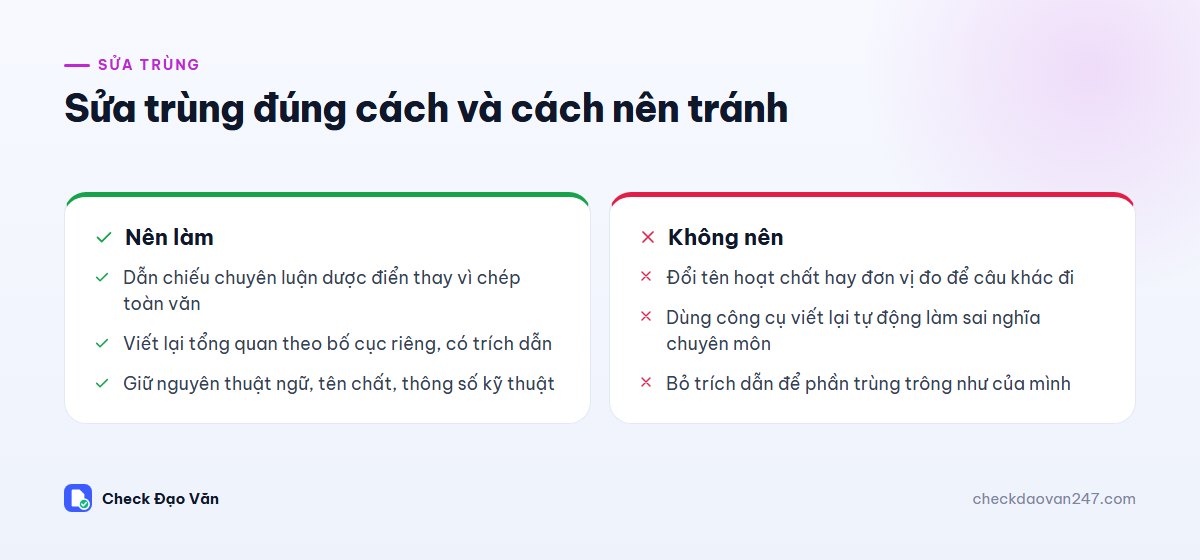 SỬA TRÙNG
Sửa trùng đúng cách và cách nên tránh
Nên làm
Dẫn chiếu chuyên luận dược điển thay vì chép
toàn văn
Viết lại tổng quan theo bố cục riêng, có trích dẫn
Giữ nguyên thuật ngữ, tên chất, thông số kỹ thuật
Không nên
Đổi tên hoạt chất hay đơn vị đo để câu khác đi
Dùng công cụ viết lại tự động làm sai nghĩa
chuyên môn
Bỏ trích dẫn để phần trùng trông như của mình
Check Đạo Văn
checkdaovan247.com